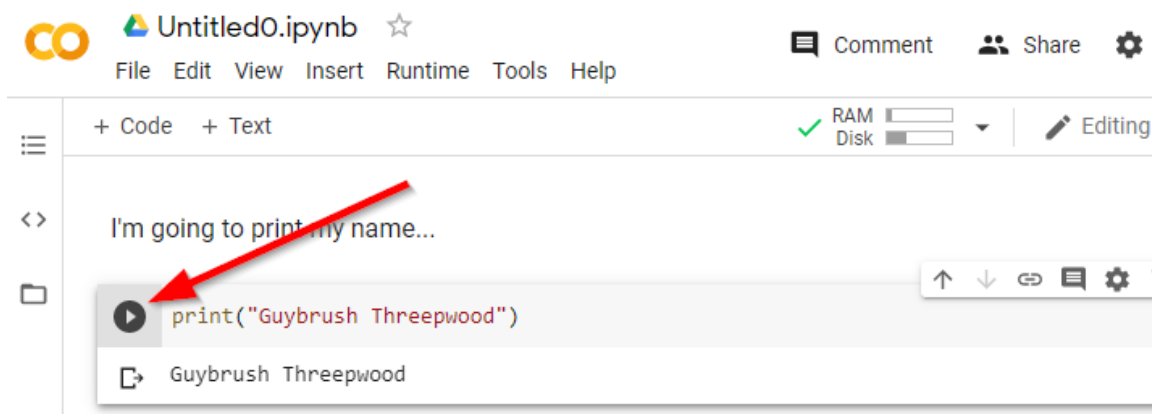 Untitled0.ipynb
File Edit View Insert Runtime Tools Help
Comment Share
+ Code + Text
RAM
Disk
Editing
I'm going to print my name...
print("Guybrush Threepwood")
Guybrush Threepwood